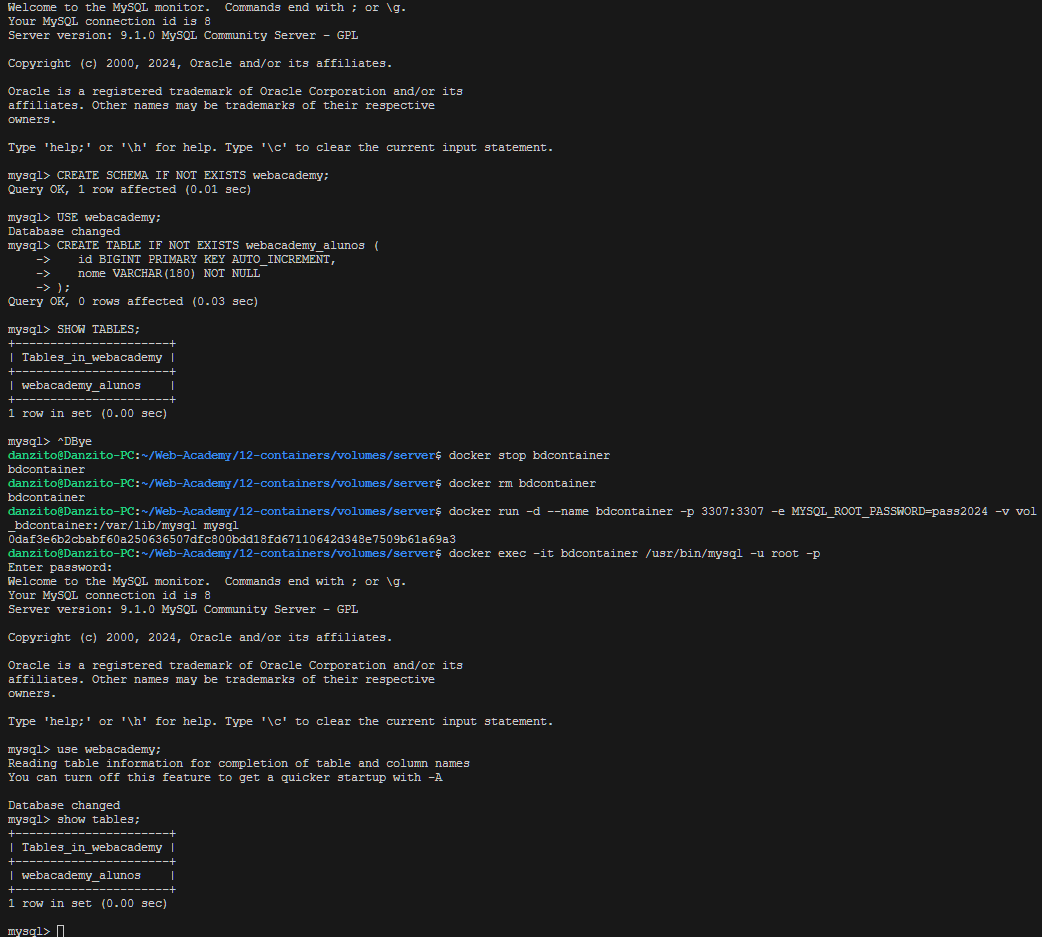 Welcome to the MySQL monitor.  Commands end with ; or \g.
Your MySQL connection id is 8
Server version: 9.1.0 MySQL Community Server - GPL

Copyright (c) 2000, 2024, Oracle and/or its affiliates.

Oracle is a registered trademark of Oracle Corporation and/or its
affiliates. Other names may be trademarks of their respective
owners.

Type 'help;' or '\h' for help. Type '\c' to clear the current input statement.

mysql> CREATE SCHEMA IF NOT EXISTS webacademy;
Query OK, 1 row affected (0.01 sec)

mysql> USE webacademy;
Database changed
mysql> CREATE TABLE IF NOT EXISTS webacademy_alunos (
    ->     id BIGINT PRIMARY KEY AUTO_INCREMENT,
    ->     nome VARCHAR(180) NOT NULL
    -> );
Query OK, 0 rows affected (0.03 sec)

mysql> SHOW TABLES;
+----------------------+
| Tables_in_webacademy |
+----------------------+
| webacademy_alunos    |
+----------------------+
1 row in set (0.00 sec)

mysql> ^DBye
danzito@Danzito-PC:~/Web-Academy/12-containers/volumes/server$ docker stop bdcontainer
bdcontainer
danzito@Danzito-PC:~/Web-Academy/12-containers/volumes/server$ docker rm bdcontainer
bdcontainer
danzito@Danzito-PC:~/Web-Academy/12-containers/volumes/server$ docker run -d --name bdcontainer -p 3307:3307 -e MYSQL_ROOT_PASSWORD=pass2024 -v vol
_bdcontainer:/var/lib/mysql mysql
0daf3e6b2cbabf60a250636507dfc800bdd18fd67110642d348e7509b61a69a3
danzito@Danzito-PC:~/Web-Academy/12-containers/volumes/server$ docker exec -it bdcontainer /usr/bin/mysql -u root -p
Enter password:
Welcome to the MySQL monitor.  Commands end with ; or \g.
Your MySQL connection id is 8
Server version: 9.1.0 MySQL Community Server - GPL

Copyright (c) 2000, 2024, Oracle and/or its affiliates.

Oracle is a registered trademark of Oracle Corporation and/or its
affiliates. Other names may be trademarks of their respective
owners.

Type 'help;' or '\h' for help. Type '\c' to clear the current input statement.

mysql> use webacademy;
Reading table information for completion of table and column names
You can turn off this feature to get a quicker startup with -A

Database changed
mysql> show tables;
+----------------------+
| Tables_in_webacademy |
+----------------------+
| webacademy_alunos    |
+----------------------+
1 row in set (0.00 sec)

mysql>